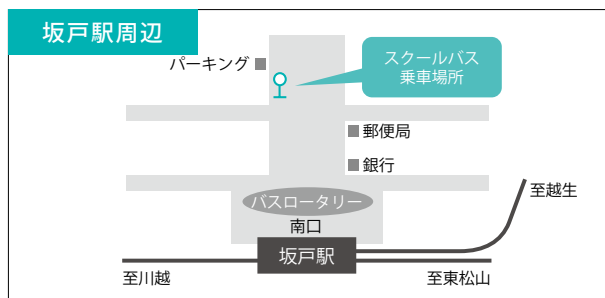 坂戸駅周辺
パーキング
スクールバス
乗車場所
郵便局
銀行
至越生
バスロータリー
南口
坂戸駅
至川越
至東松山